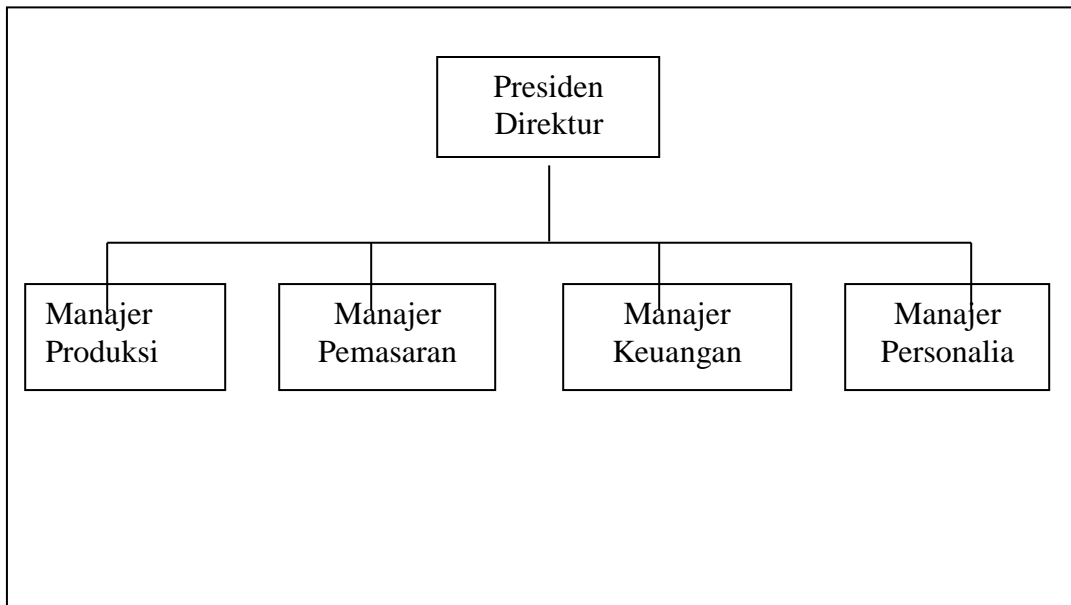 Presiden
Direktur
Manajer
Produksi
Manajer
Pemasaran
Manajer
Keuangan
Manajer
Personalia